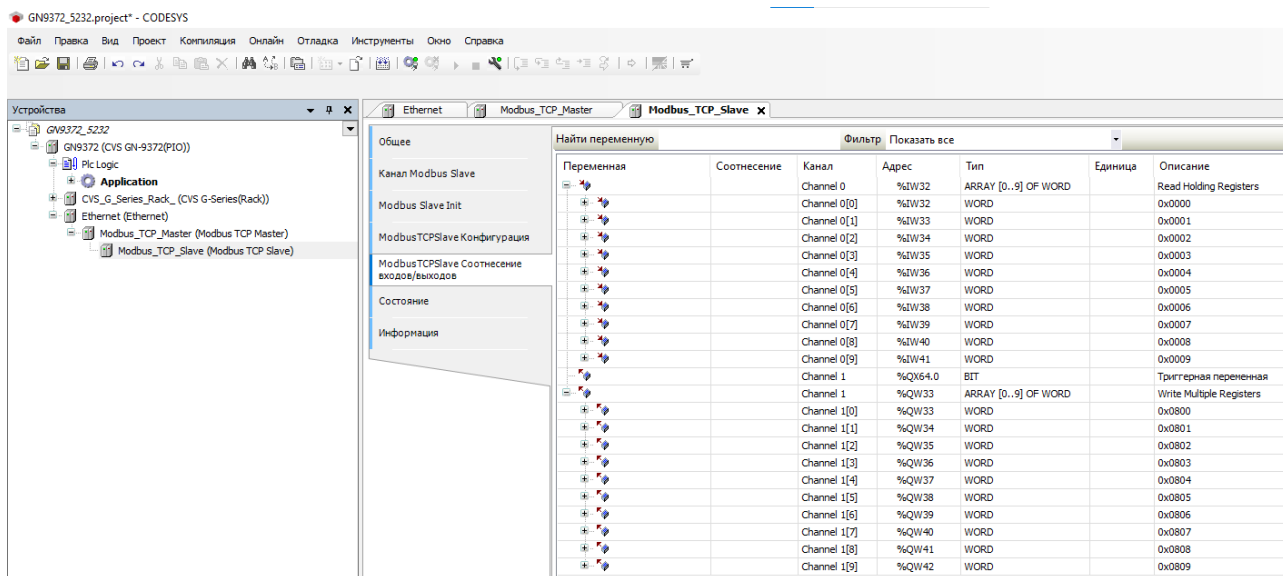 GN9372_5232.project* - CODESYS
Файл Правка Вид Проект Компиляция Онлайн Отладка Инструменты Окно Справка
Устройства
GN9372_5232
GN9372 (CVS GN-9372(PIO))
Plc Logic
Application
CVS_G_Series_Rack_ (CVS G-Series(Rack))
Ethernet (Ethernet)
Modbus_TCP_Master (Modbus TCP Master)
Modbus_TCP_Slave (Modbus TCP Slave)
Ethernet Modbus_TCP_Master Modbus_TCP_Slave
Общее
Канал Modbus Slave
Modbus Slave Init
ModbusTCPSlave Конфигурация
ModbusTCPSlave Соотнесение
входов/выходов
Состояние
Информация
Найти переменную Фильтр Показать все
Переменная Соотнесение Канал Адрес Тип Единица Описание
Channel 0 %IW32 ARRAY [0..9] OF WORD Read Holding Registers
Channel 0[0] %IW32 WORD 0x0000
Channel 0[1] %IW33 WORD 0x0001
Channel 0[2] %IW34 WORD 0x0002
Channel 0[3] %IW35 WORD 0x0003
Channel 0[4] %IW36 WORD 0x0004
Channel 0[5] %IW37 WORD 0x0005
Channel 0[6] %IW38 WORD 0x0006
Channel 0[7] %IW39 WORD 0x0007
Channel 0[8] %IW40 WORD 0x0008
Channel 0[9] %IW41 WORD 0x0009
Channel 1 %QX64.0 BIT Триггерная переменная
Channel 1 %QW33 ARRAY [0..9] OF WORD Write Multiple Registers
Channel 1[0] %QW33 WORD 0x0800
Channel 1[1] %QW34 WORD 0x0801
Channel 1[2] %QW35 WORD 0x0802
Channel 1[3] %QW36 WORD 0x0803
Channel 1[4] %QW37 WORD 0x0804
Channel 1[5] %QW38 WORD 0x0805
Channel 1[6] %QW39 WORD 0x0806
Channel 1[7] %QW40 WORD 0x0807
Channel 1[8] %QW41 WORD 0x0808
Channel 1[9] %QW42 WORD 0x0809